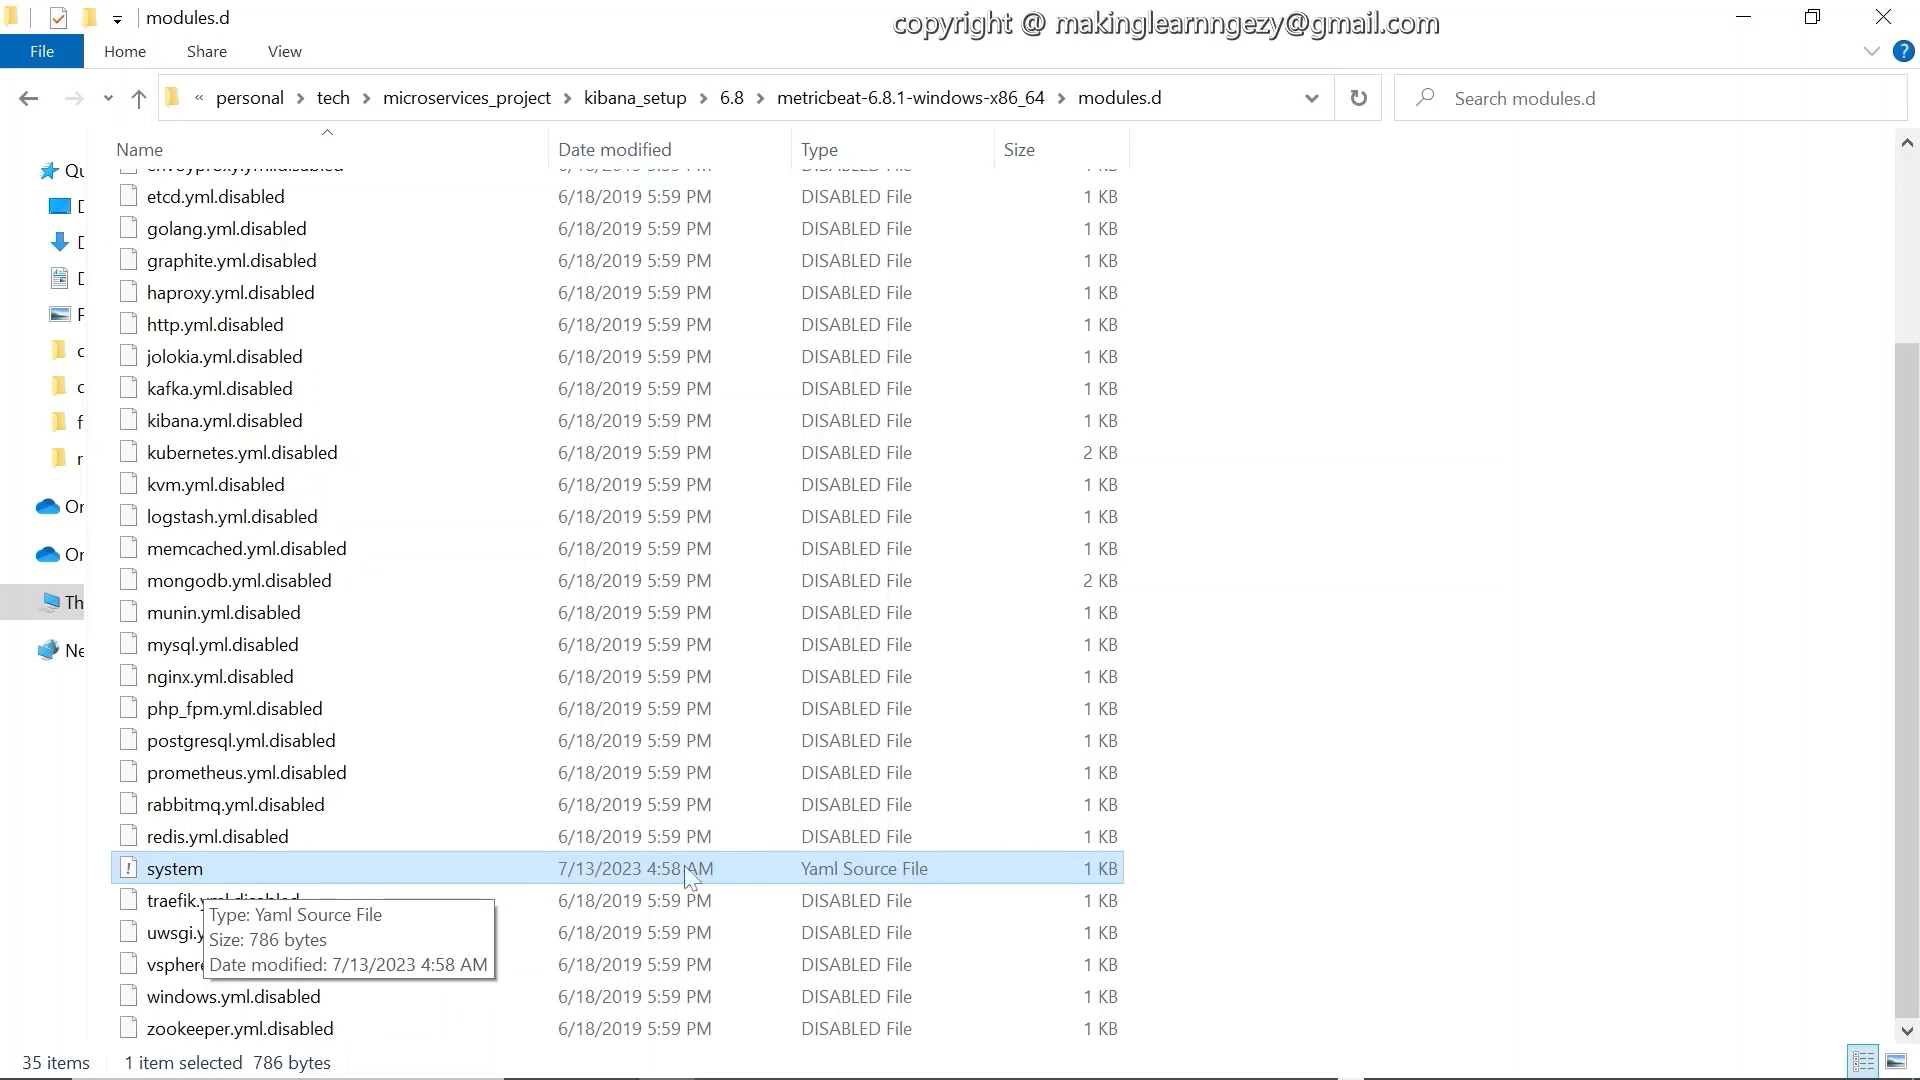 modules.d
copyright @ makinglearnngezy@gmail.com
File Home Share View
« personal > tech > microservices_project > kibana_setup > 6.8 > metricbeat-6.8.1-windows-x86_64 > modules.d
Search modules.d
Name Date modified Type Size
etcd.yml.disabled 6/18/2019 5:59 PM DISABLED File 1 KB
golang.yml.disabled 6/18/2019 5:59 PM DISABLED File 1 KB
graphite.yml.disabled 6/18/2019 5:59 PM DISABLED File 1 KB
haproxy.yml.disabled 6/18/2019 5:59 PM DISABLED File 1 KB
http.yml.disabled 6/18/2019 5:59 PM DISABLED File 1 KB
jolokia.yml.disabled 6/18/2019 5:59 PM DISABLED File 1 KB
kafka.yml.disabled 6/18/2019 5:59 PM DISABLED File 1 KB
kibana.yml.disabled 6/18/2019 5:59 PM DISABLED File 1 KB
kubernetes.yml.disabled 6/18/2019 5:59 PM DISABLED File 2 KB
kvm.yml.disabled 6/18/2019 5:59 PM DISABLED File 1 KB
logstash.yml.disabled 6/18/2019 5:59 PM DISABLED File 1 KB
memcached.yml.disabled 6/18/2019 5:59 PM DISABLED File 1 KB
mongodb.yml.disabled 6/18/2019 5:59 PM DISABLED File 2 KB
munin.yml.disabled 6/18/2019 5:59 PM DISABLED File 1 KB
mysql.yml.disabled 6/18/2019 5:59 PM DISABLED File 1 KB
nginx.yml.disabled 6/18/2019 5:59 PM DISABLED File 1 KB
php_fpm.yml.disabled 6/18/2019 5:59 PM DISABLED File 1 KB
postgresql.yml.disabled 6/18/2019 5:59 PM DISABLED File 1 KB
prometheus.yml.disabled 6/18/2019 5:59 PM DISABLED File 1 KB
rabbitmq.yml.disabled 6/18/2019 5:59 PM DISABLED File 1 KB
redis.yml.disabled 6/18/2019 5:59 PM DISABLED File 1 KB
system 7/13/2023 4:58 AM Yaml Source File 1 KB
traefik.yml.disabled 6/18/2019 5:59 PM DISABLED File 1 KB
Type: Yaml Source File
uwsgi.y 6/18/2019 5:59 PM DISABLED File 1 KB
Size: 786 bytes
vsphere 6/18/2019 5:59 PM DISABLED File 1 KB
Date modified: 7/13/2023 4:58 AM
windows.yml.disabled 6/18/2019 5:59 PM DISABLED File 1 KB
zookeeper.yml.disabled 6/18/2019 5:59 PM DISABLED File 1 KB
35 items 1 item selected 786 bytes